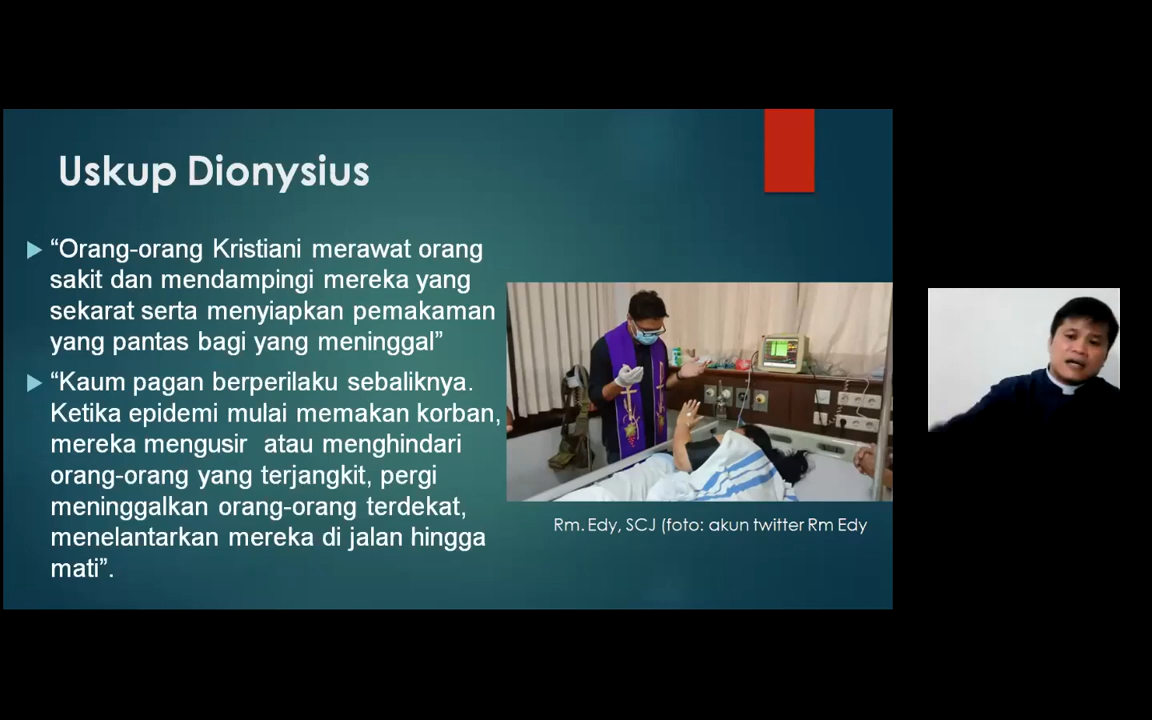 Uskup Dionysius
“Orang-orang Kristiani merawat orang
sakit dan mendampingi mereka yang
sekarat serta menyiapkan pemakaman
yang pantas bagi yang meninggal”
“Kaum pagan berperilaku sebaliknya.
Ketika epidemi mulai memakan korban,
mereka mengusir  atau menghindari
orang-orang yang terjangkit, pergi
meninggalkan orang-orang terdekat,
menelantarkan mereka di jalan hingga
mati”.
Rm. Edy, SCJ (foto: akun twitter Rm Edy